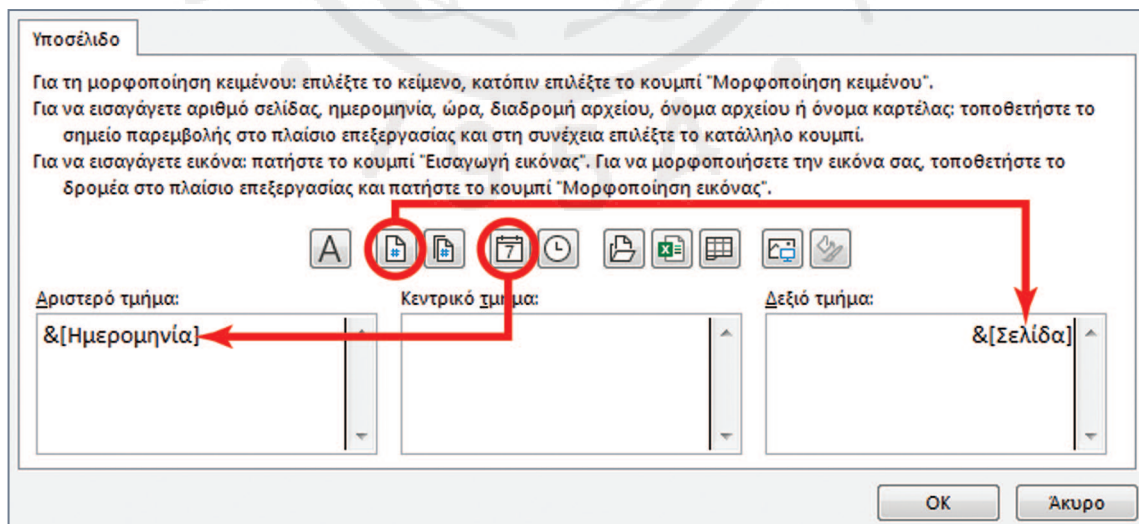 Υποσέλιδο
Για τη μορφοποίηση κειμένου: επιλέξτε το κείμενο, κατόπιν επιλέξτε το κουμπί "Μορφοποίηση κειμένου".
Για να εισαγάγετε αριθμό σελίδας, ημερομηνία, ώρα, διαδρομή αρχείου, όνομα αρχείου ή όνομα καρτέλας: τοποθετήστε το
σημείο παρεμβολής στο πλαίσιο επεξεργασίας και στη συνέχεια επιλέξτε το κατάλληλο κουμπί.
Για να εισαγάγετε εικόνα: πατήστε το κουμπί "Εισαγωγή εικόνας". Για να μορφοποιήσετε την εικόνα σας, τοποθετήστε το
δρομέα στο πλαίσιο επεξεργασίας και πατήστε το κουμπί "Μορφοποίηση εικόνας".
Αριστερό τμήμα: Κεντρικό τμήμα: Δεξιό τμήμα:
&[Ημερομηνία] &[Σελίδα]
OK Άκυρο